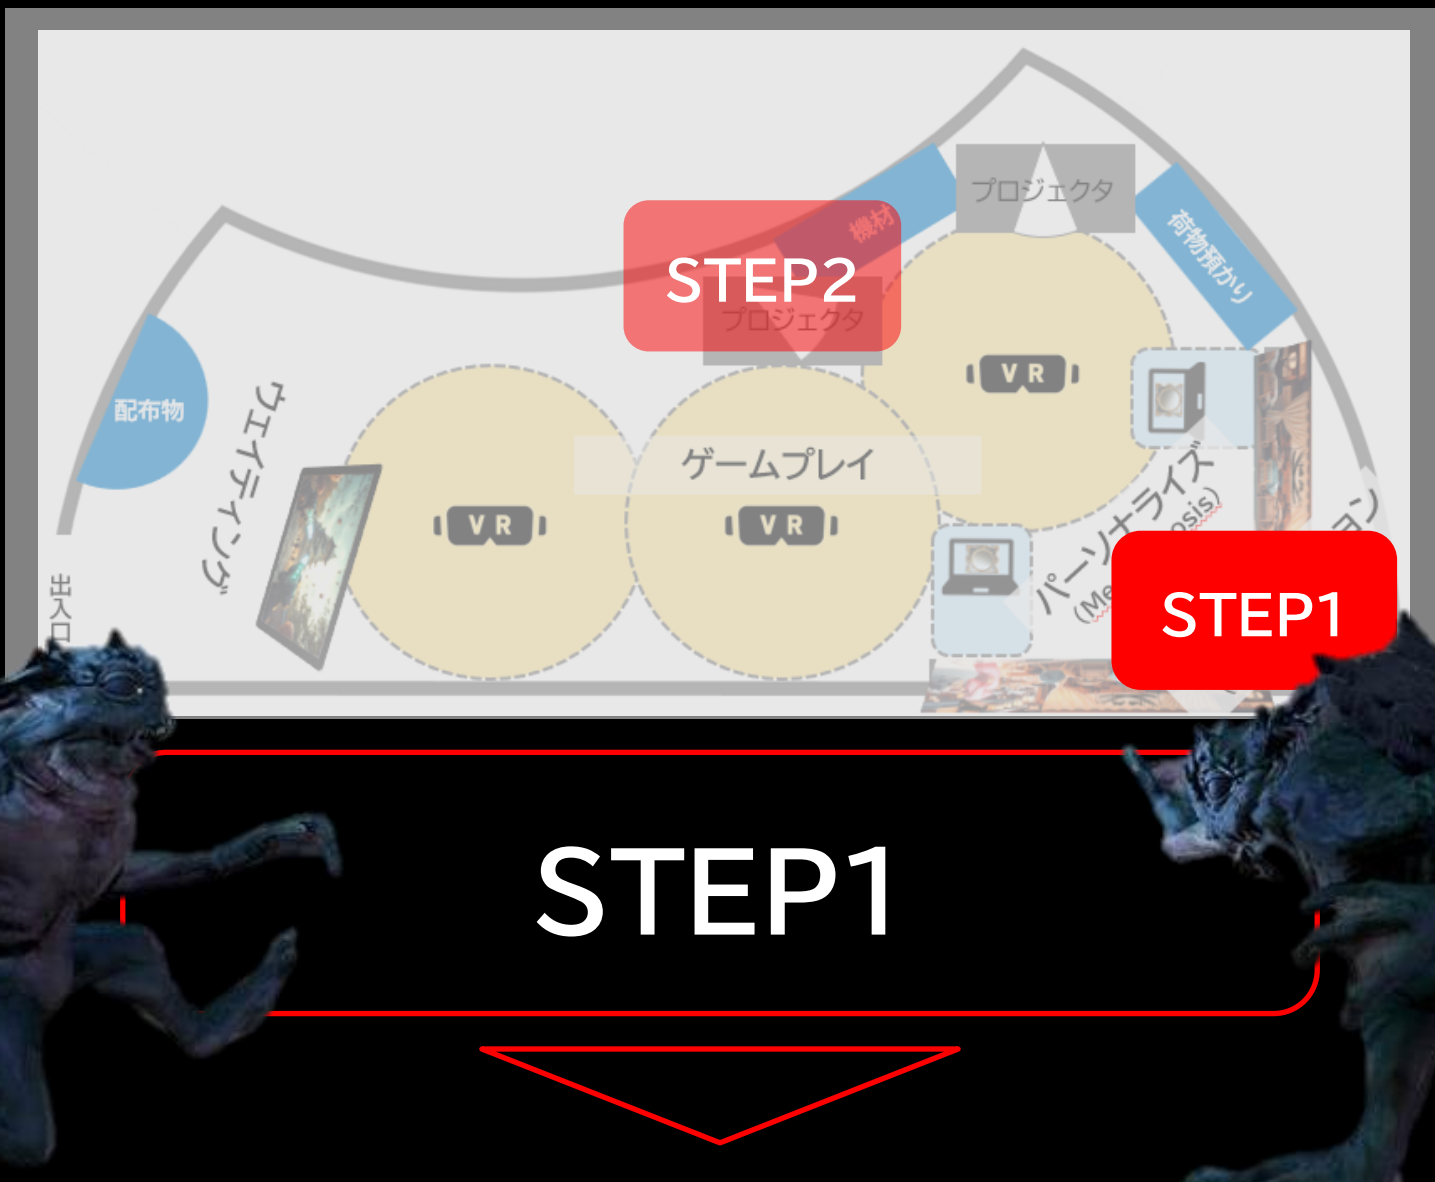 プロジェクタ
機材
荷物預かり
STEP2
プロジェクタ
VR
配布物
ウェイティング
ゲームプレイ
VR
VR
パーソナライズ
出入口
STEP1
STEP1